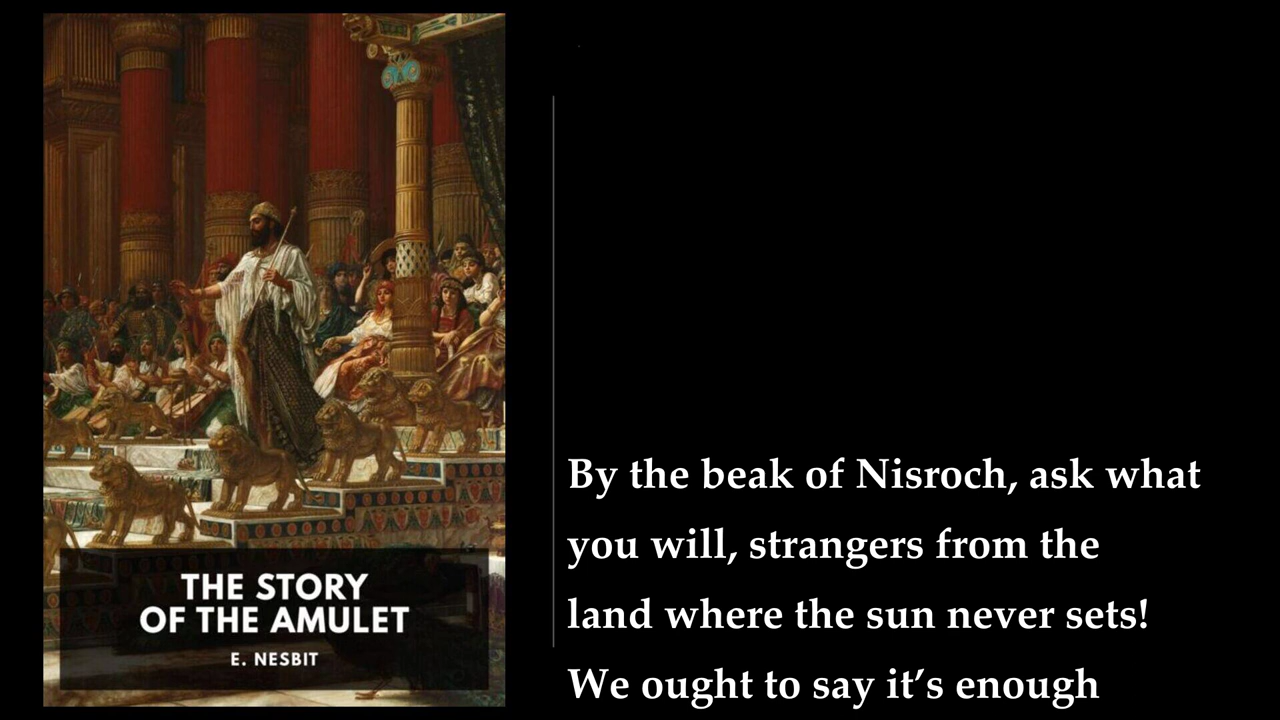 THE STORY
OF THE AMULET
E. NESBIT
By the beak of Nisroch, ask what
you will, strangers from the
land where the sun never sets!
We ought to say it’s enough